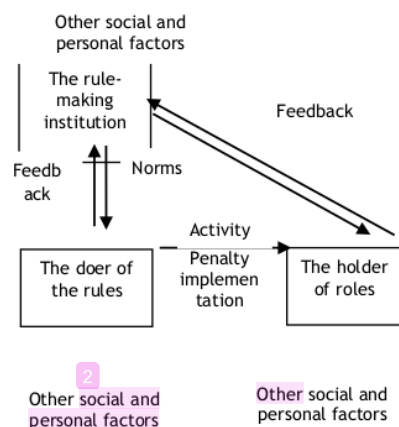 Other social and
personal factors
The rule-
making
institution
Feedback
Feedb
ack
Norms
Activity
Penalty
implemen
tation
The doer of
the rules
The holder
of roles
2
Other social and
personal factors
Other social and
personal factors